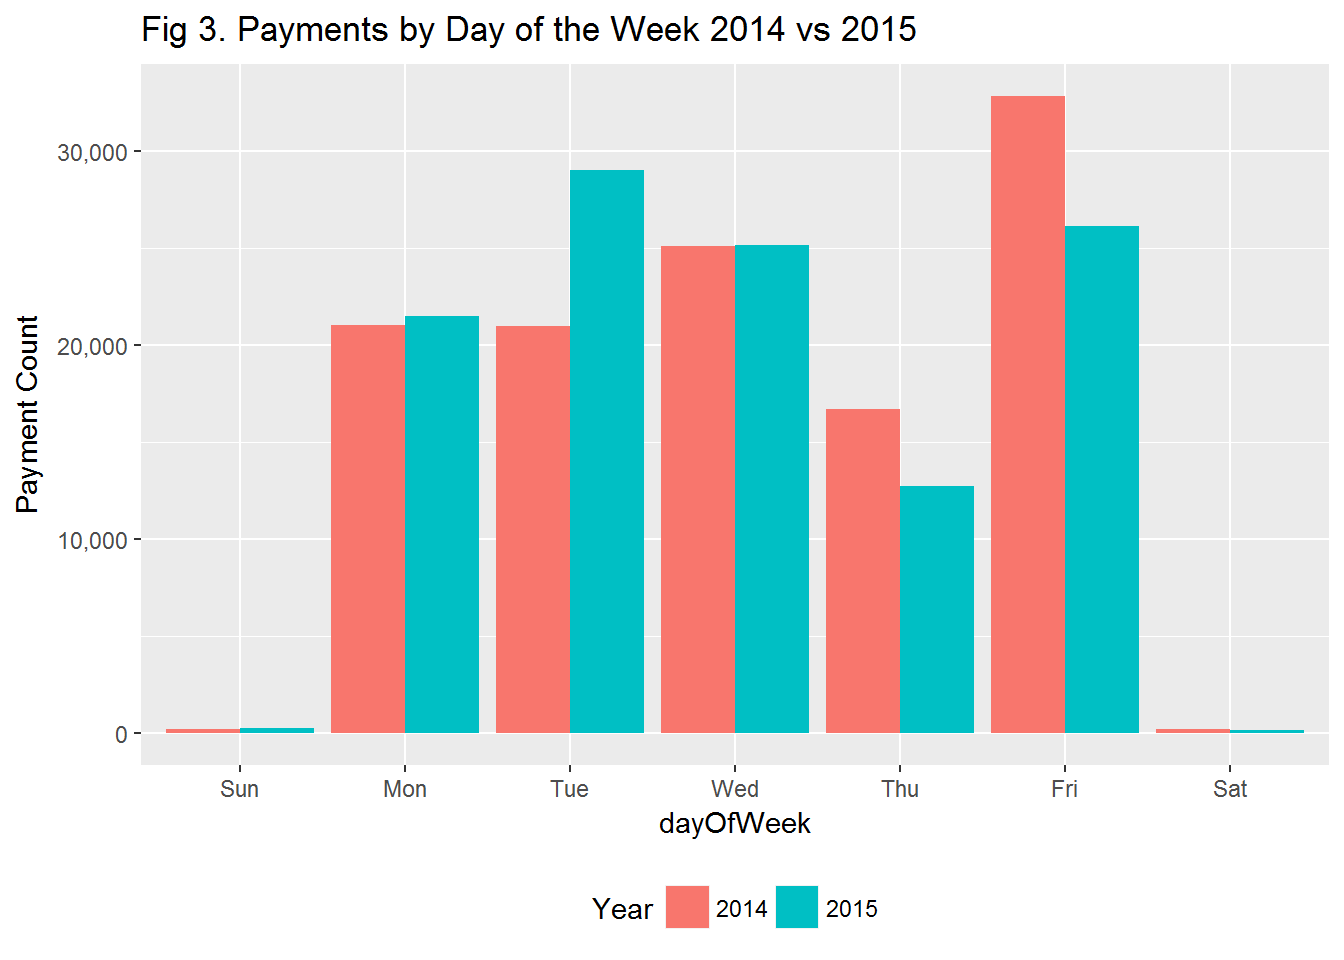 Fig 3. Payments by Day of the Week 2014 vs 2015
Payment Count
30,000
20,000
10,000
0
Sun Mon Tue Wed Thu Fri Sat
dayOfWeek
Year 2014 2015